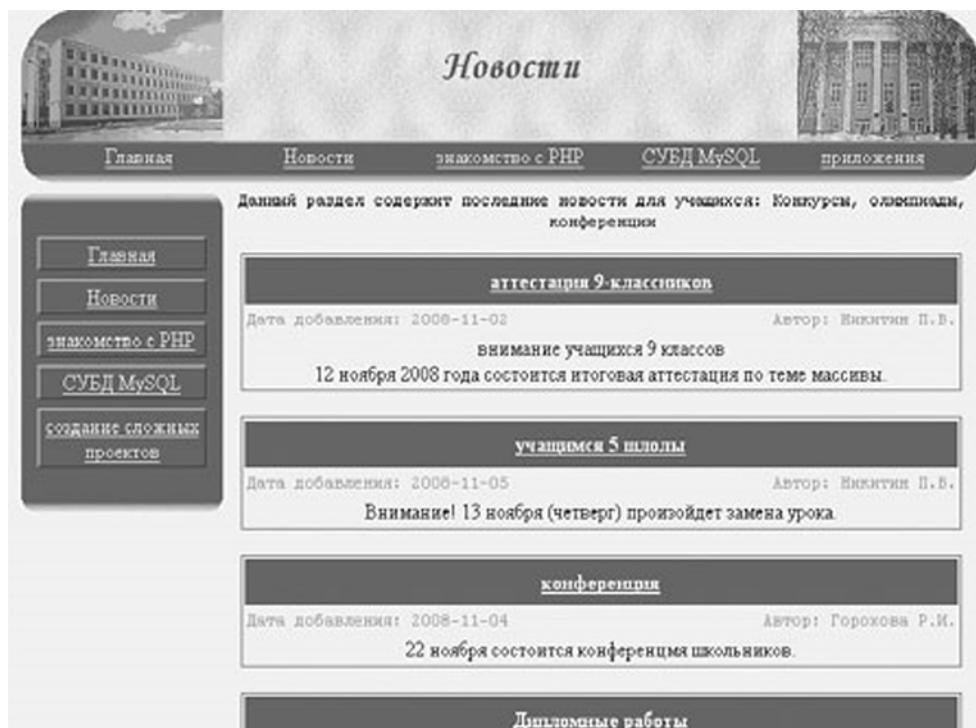 Новости
Главная Новости знакомство с PHP СУБД MySQL приложения
Главная
Новости
знакомство с PHP
СУБД MySQL
создание сложных
проектов
Данный раздел содержит последние новости для учащихся: Конкурсы, олимпиады,
конференции
аттестация 9-классников
Дата добавления: 2008-11-02 Автор: Никитин П.В.
внимание учащихся 9 классов
12 ноября 2008 года состоится итоговая аттестация по теме массивы.
учащимся 5 шполы
Дата добавления: 2008-11-05 Автор: Никитин П.В.
Внимание! 13 ноября (четверг) произойдет замена урока.
конференция
Дата добавления: 2008-11-04 Автор: Горохова Р.И.
22 ноября состоится конференцмя школьников.
Дипломные работы